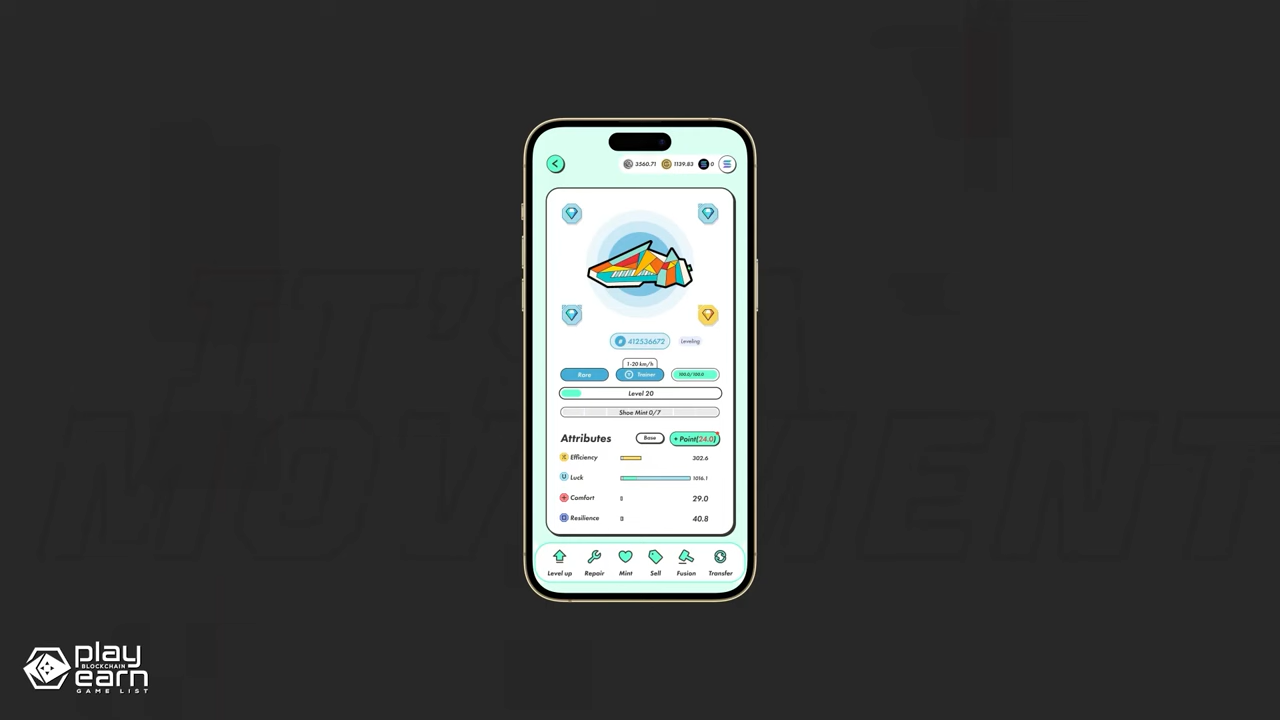 IT'S A
MOVEMENT
3560.71 1139.83 0
# 412536672 Leveling
1-20 km/h
Rare Trainer 100.0/100.0
Level 20
Shoe Mint 0/7
Attributes Base + Point(24.0)
Efficiency 302.6
Luck 1016.1
Comfort 29.0
Resilience 40.8
Level up Repair Mint Sell Fusion Transfer
play
BLOCKCHAIN
earn
GAME LIST